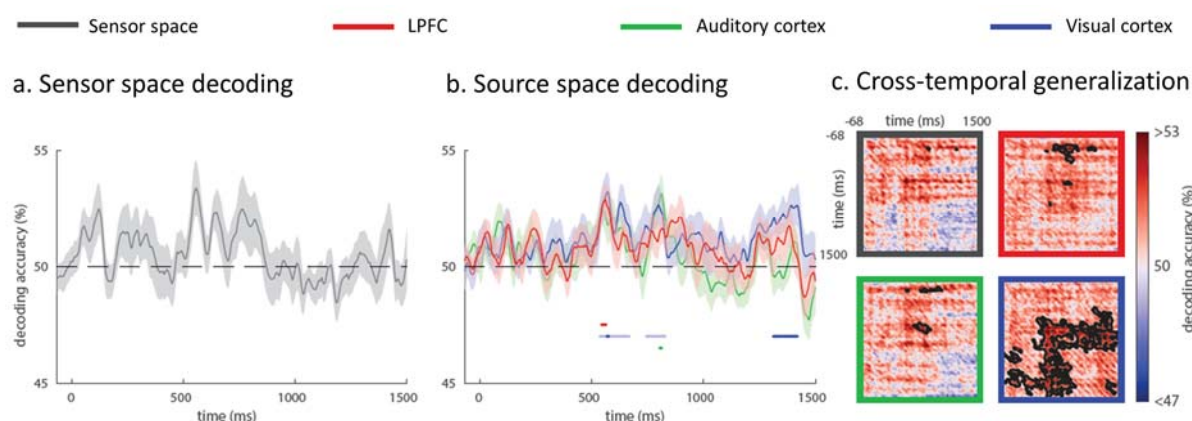 Sensor space
LPFC
Auditory cortex
Visual cortex
a. Sensor space decoding
b. Source space decoding
c. Cross-temporal generalization
55
50
45
decoding accuracy (%)
0
500
1000
1500
time (ms)
55
50
45
0
500
1000
1500
time (ms)
-68
time (ms)
1500
-68
time (ms)
1500
>53
50
<47
decoding accuracy (%)